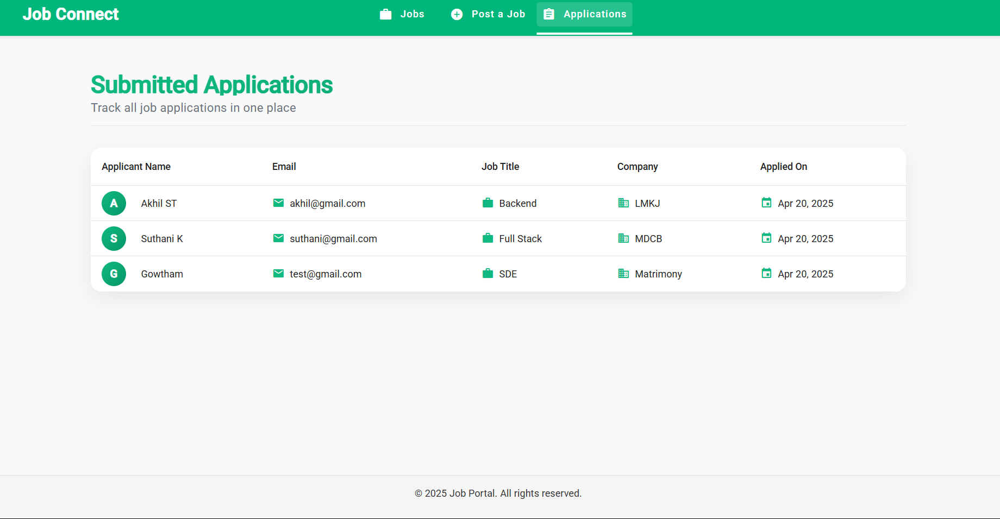 Job Connect
Jobs
Post a Job
Applications
Submitted Applications
Track all job applications in one place
Applicant Name Email Job Title Company Applied On
A Akhil ST akhil@gmail.com Backend LMKJ Apr 20, 2025
S Suthani K suthani@gmail.com Full Stack MDCB Apr 20, 2025
G Gowtham test@gmail.com SDE Matrimony Apr 20, 2025
© 2025 Job Portal. All rights reserved.